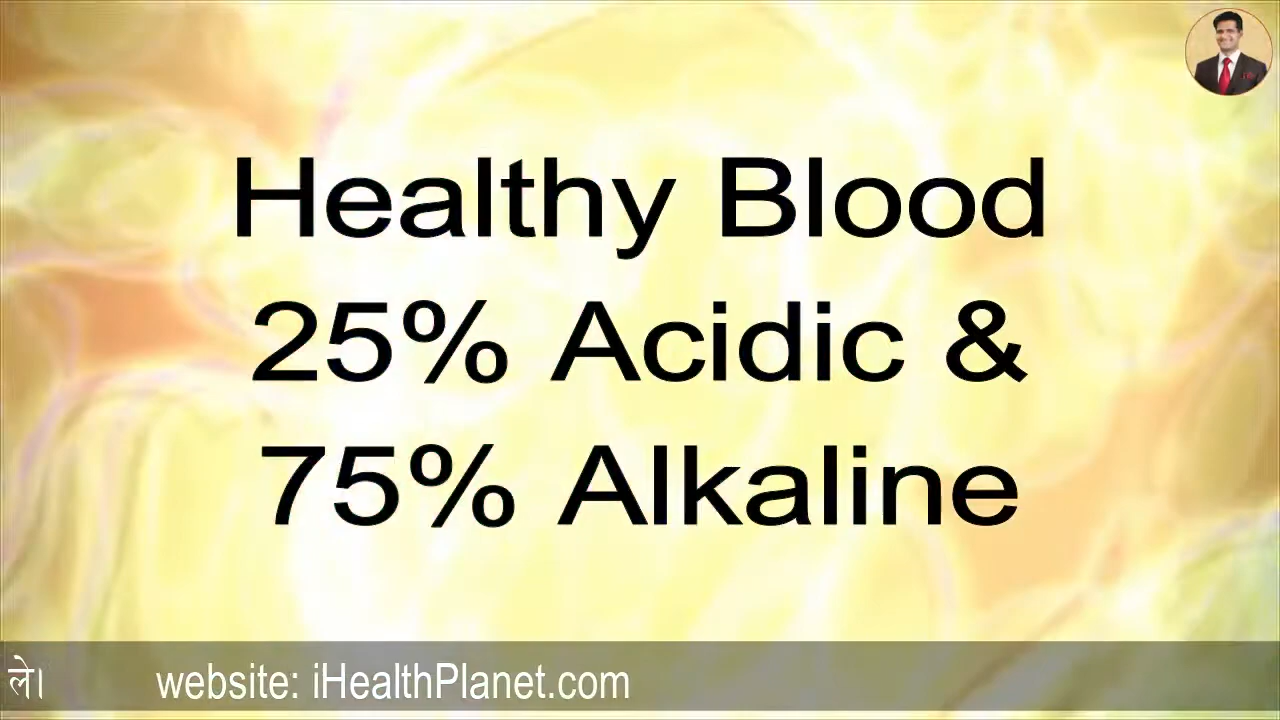 Healthy Blood
25% Acidic &
75% Alkaline
ले। website: iHealthPlanet.com